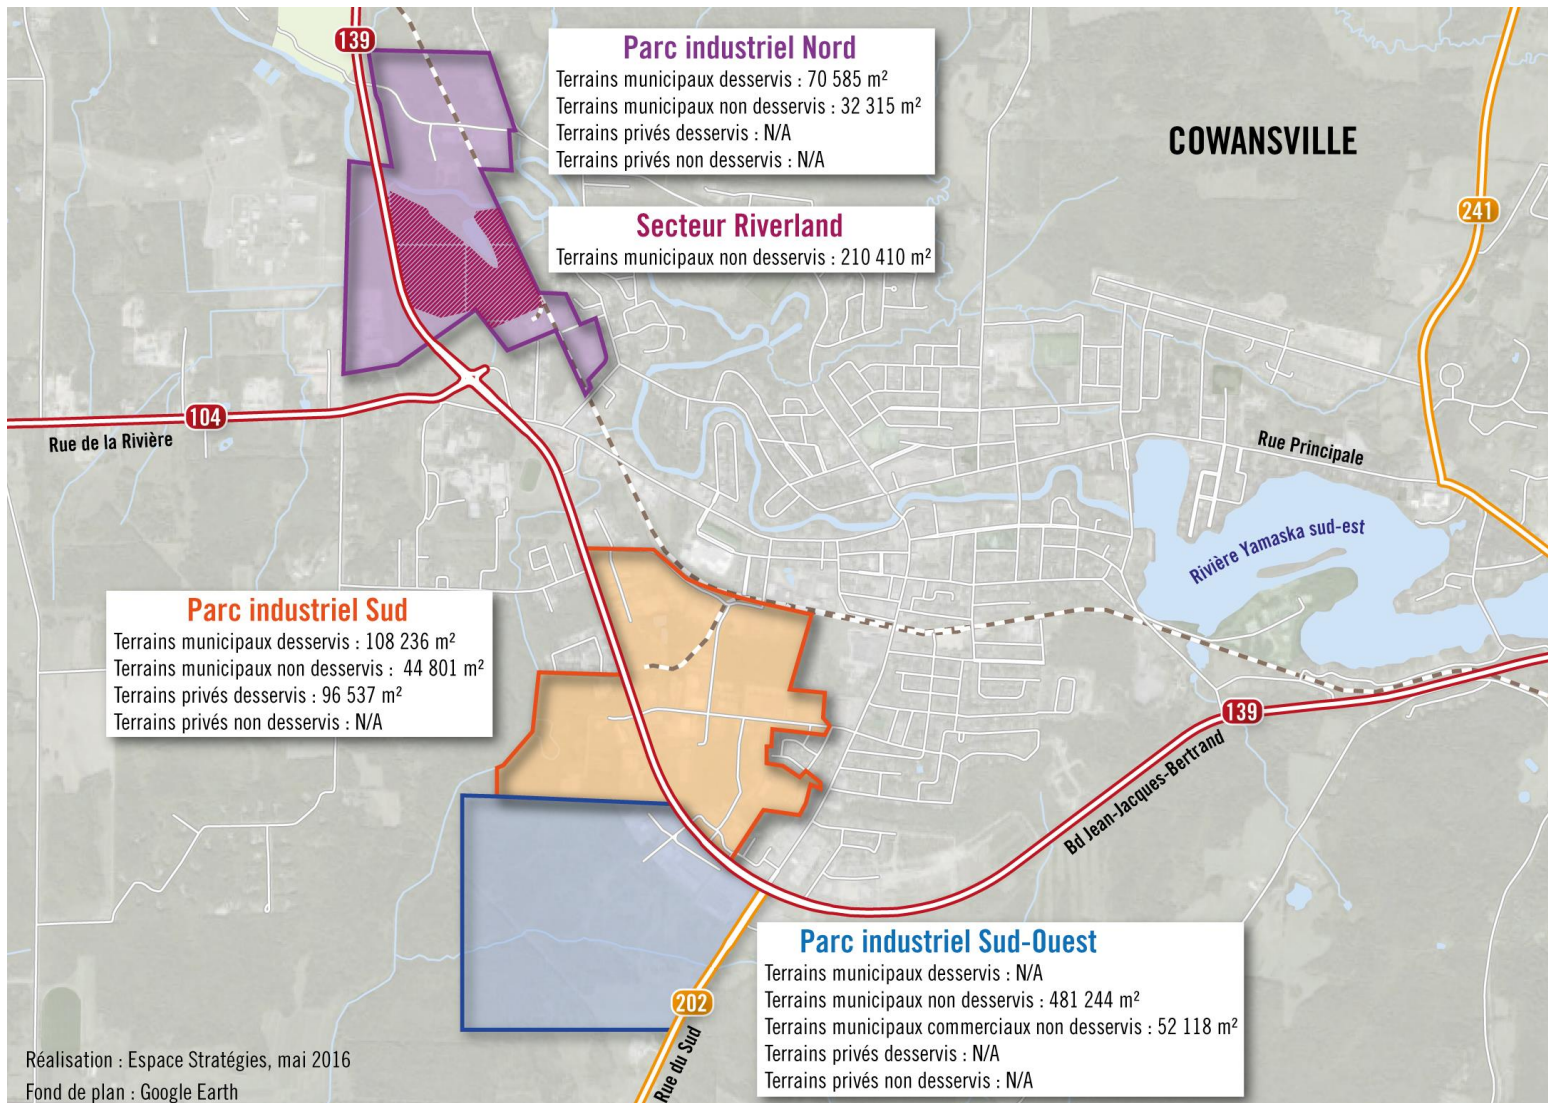 139
Parc industriel Nord
Terrains municipaux desservis : 70 585 m²
Terrains municipaux non desservis : 32 315 m²
Terrains privés desservis : N/A
Terrains privés non desservis : N/A
COWANSVILLE
Secteur Riverland
Terrains municipaux non desservis : 210 410 m²
241
104
Rue de la Rivière
Rue Principale
Rivière Yamaska sud-est
Parc industriel Sud
Terrains municipaux desservis : 108 236 m²
Terrains municipaux non desservis : 44 801 m²
Terrains privés desservis : 96 537 m²
Terrains privés non desservis : N/A
139
Bd Jean-Jacques-Bertrand
Parc industriel Sud-Ouest
Terrains municipaux desservis : N/A
Terrains municipaux non desservis : 481 244 m²
Terrains municipaux commerciaux non desservis : 52 118 m²
Terrains privés desservis : N/A
Terrains privés non desservis : N/A
202
Rue du Sud
Réalisation : Espace Stratégies, mai 2016
Fond de plan : Google Earth